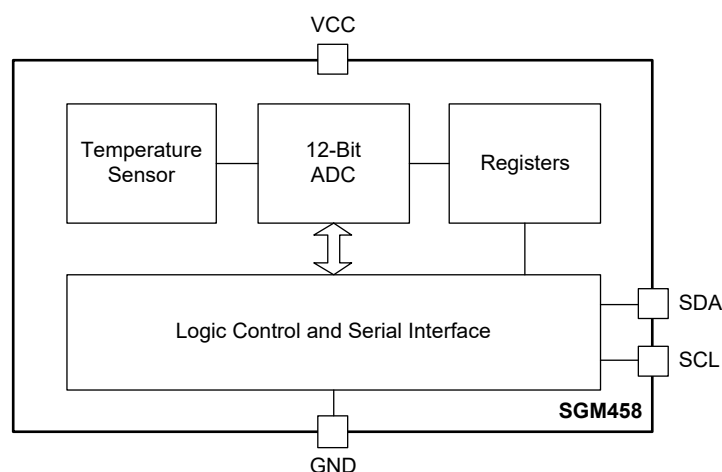 VCC
Temperature
Sensor
12-Bit
ADC
Registers
Logic Control and Serial Interface
SDA
SCL
SGM458
GND